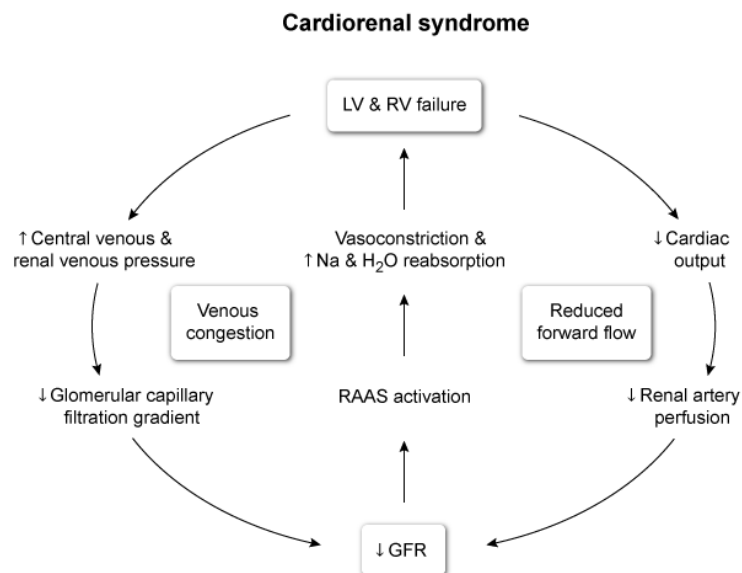 Cardiorenal syndrome
LV & RV failure
↑ Central venous &
renal venous pressure
Vasoconstriction &
↑ Na & H₂O reabsorption
↓ Cardiac
output
Venous
congestion
Reduced
forward flow
↓ Glomerular capillary
filtration gradient
RAAS activation
↓ Renal artery
perfusion
↓ GFR